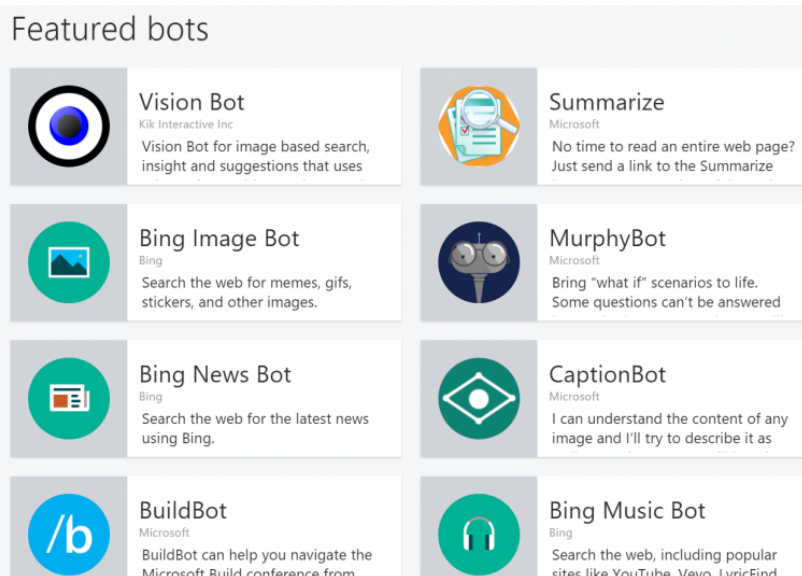 Featured bots
Vision Bot
Kik Interactive Inc
Vision Bot for image based search,
insight and suggestions that uses
Summarize
Microsoft
No time to read an entire web page?
Just send a link to the Summarize
Bing Image Bot
Bing
Search the web for memes, gifs,
stickers, and other images.
MurphyBot
Microsoft
Bring “what if” scenarios to life.
Some questions can’t be answered
Bing News Bot
Bing
Search the web for the latest news
using Bing.
CaptionBot
Microsoft
I can understand the content of any
image and I’ll try to describe it as
/b
BuildBot
Microsoft
BuildBot can help you navigate the
Microsoft Build conference from
Bing Music Bot
Bing
Search the web, including popular
sites like YouTube, Vevo, LyricFind